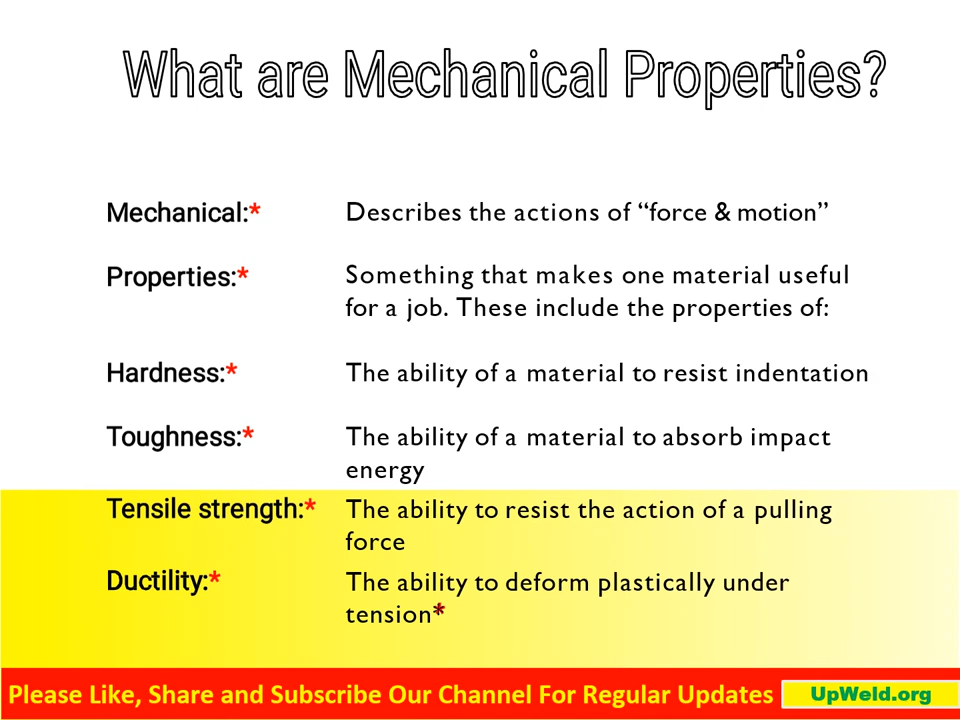 What are Mechanical Properties?
Mechanical:* Describes the actions of “force & motion”
Properties:* Something that makes one material useful
for a job. These include the properties of:
Hardness:* The ability of a material to resist indentation
Toughness:* The ability of a material to absorb impact
energy
Tensile strength:* The ability to resist the action of a pulling
force
Ductility:* The ability to deform plastically under
tension*
Please Like, Share and Subscribe Our Channel For Regular Updates UpWeld.org